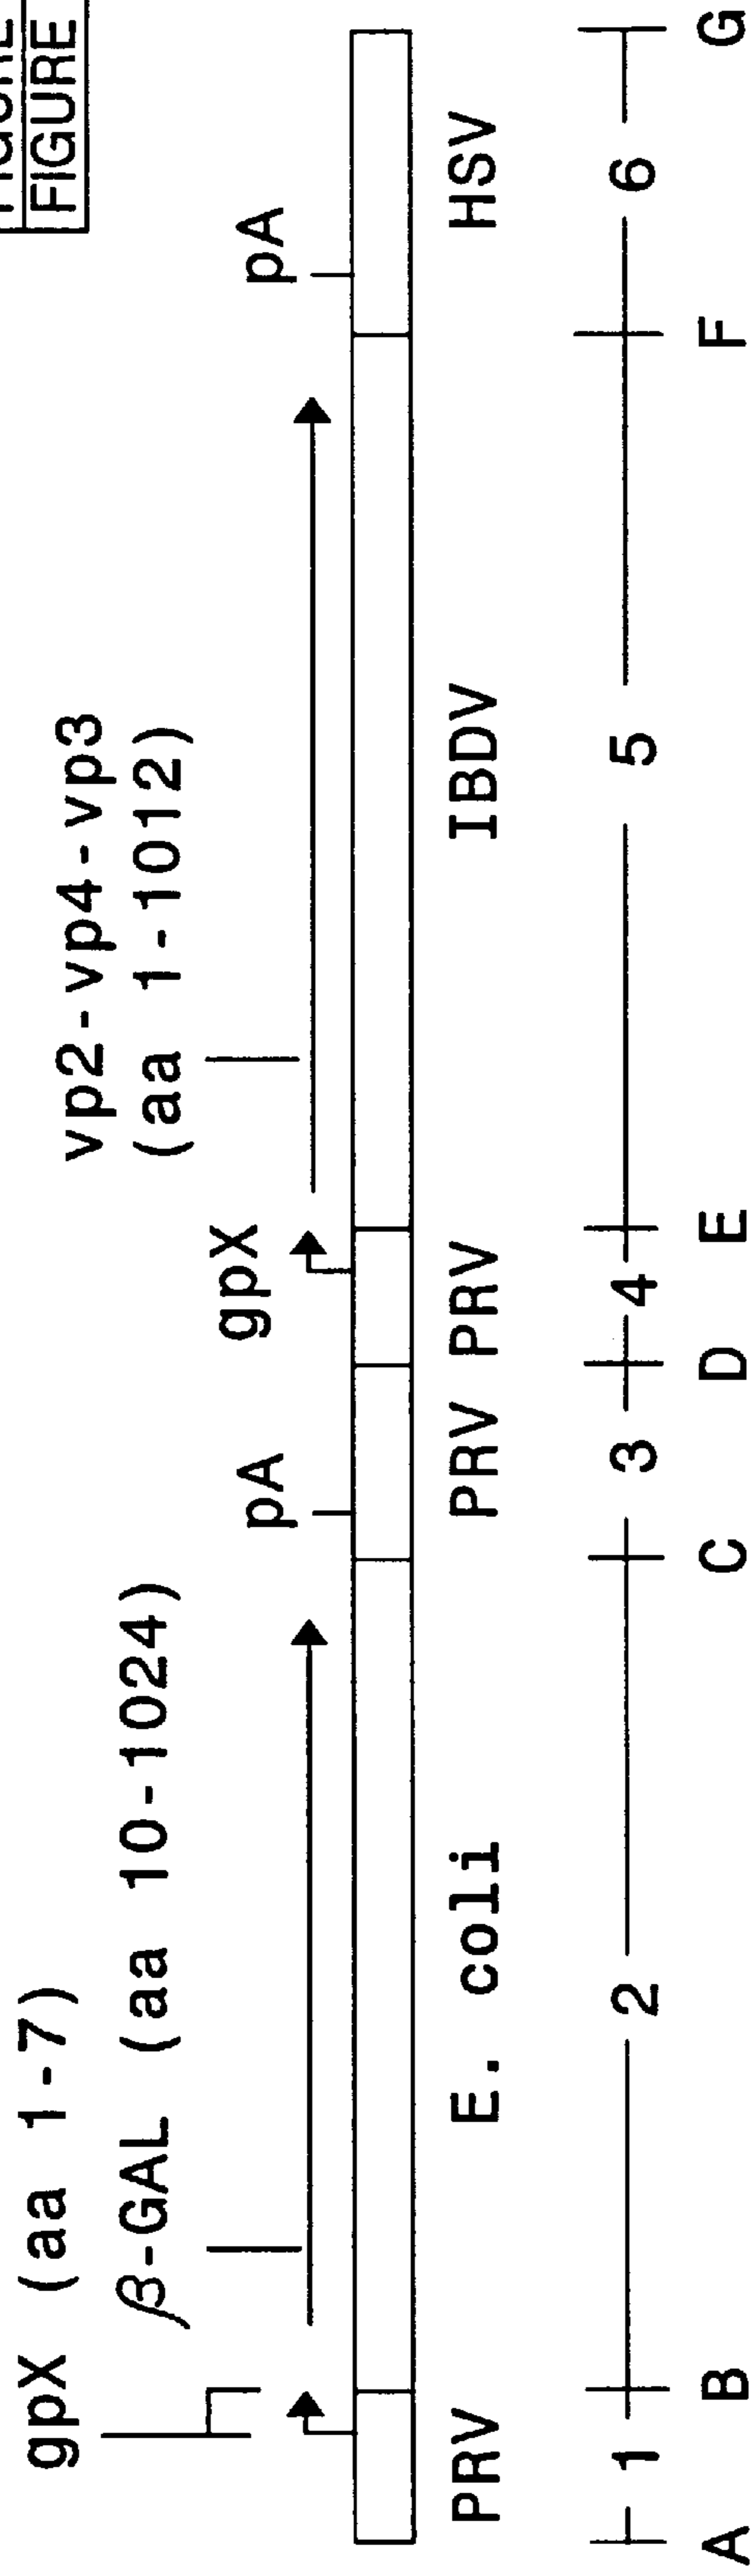 FIGURE
FIGURE
gpX (aa 1-7)
β-GAL (aa 10-1024)
vp2-vp4-vp3
(aa 1-1012)
pA
gpX
pA
PRV
E. coli
PRV
PRV
IBDV
HSV
1
2
3
4
5
6
A
B
C
D
E
F
G